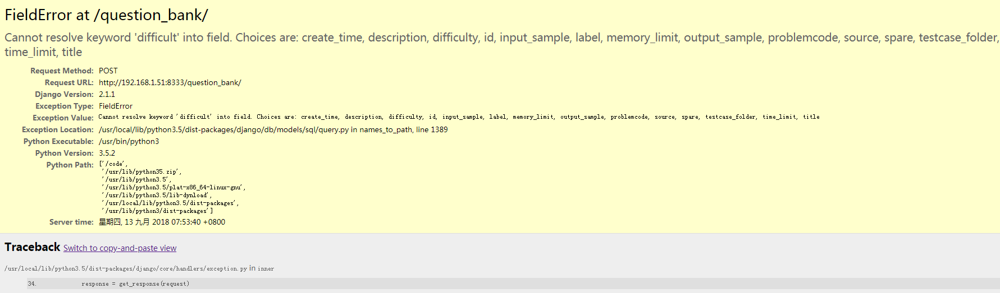 FieldError at /question_bank/
Cannot resolve keyword 'difficult' into field. Choices are: create_time, description, difficulty, id, input_sample, label, memory_limit, output_sample, problemcode, source, spare, testcase_folder,
time_limit, title
Request Method: POST
Request URL: http://192.168.1.51:8333/question_bank/
Django Version: 2.1.1
Exception Type: FieldError
Exception Value: Cannot resolve keyword 'difficult' into field. Choices are: create_time, description, difficulty, id, input_sample, label, memory_limit, output_sample, problemcode, source, spare, testcase_folder, time_limit, title
Exception Location: /usr/local/lib/python3.5/dist-packages/django/db/models/sql/query.py in names_to_path, line 1389
Python Executable: /usr/bin/python3
Python Version: 3.5.2
Python Path: ['/code',
'/usr/lib/python35.zip',
'/usr/lib/python3.5',
'/usr/lib/python3.5/plat-x86_64-linux-gnu',
'/usr/lib/python3.5/lib-dynload',
'/usr/local/lib/python3.5/dist-packages',
'/usr/lib/python3/dist-packages']
Server time: 星期四, 13 九月 2018 07:53:40 +0800
Traceback Switch to copy-and-paste view
/usr/local/lib/python3.5/dist-packages/django/core/handlers/exception.py in inner
34. response = get_response(request)